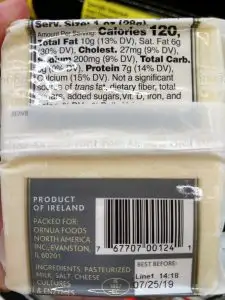 Serv. Size: 1 oz (28g)
Amount Per Serving: Calories 120,
Total Fat 10g (13% DV), Sat. Fat 6g
(30% DV), Cholest. 27mg (9% DV),
Sodium 200mg (9% DV), Total Carb.
(0% DV), Protein 7g (14% DV),
Calcium (15% DV). Not a significant
source of trans fat, dietary fiber, total
sugars, added sugars, vit. D, iron, and
PRODUCT
OF IRELAND
PACKED FOR:
ORNUA FOODS
NORTH AMERICA
INC., EVANSTON,
IL 60201
INGREDIENTS: PASTEURIZED
MILK, SALT, CHEESE
CULTURES
& ENZYMES
7 67707 00124 1
BEST BEFORE:
Line1 14:18
07/25/19